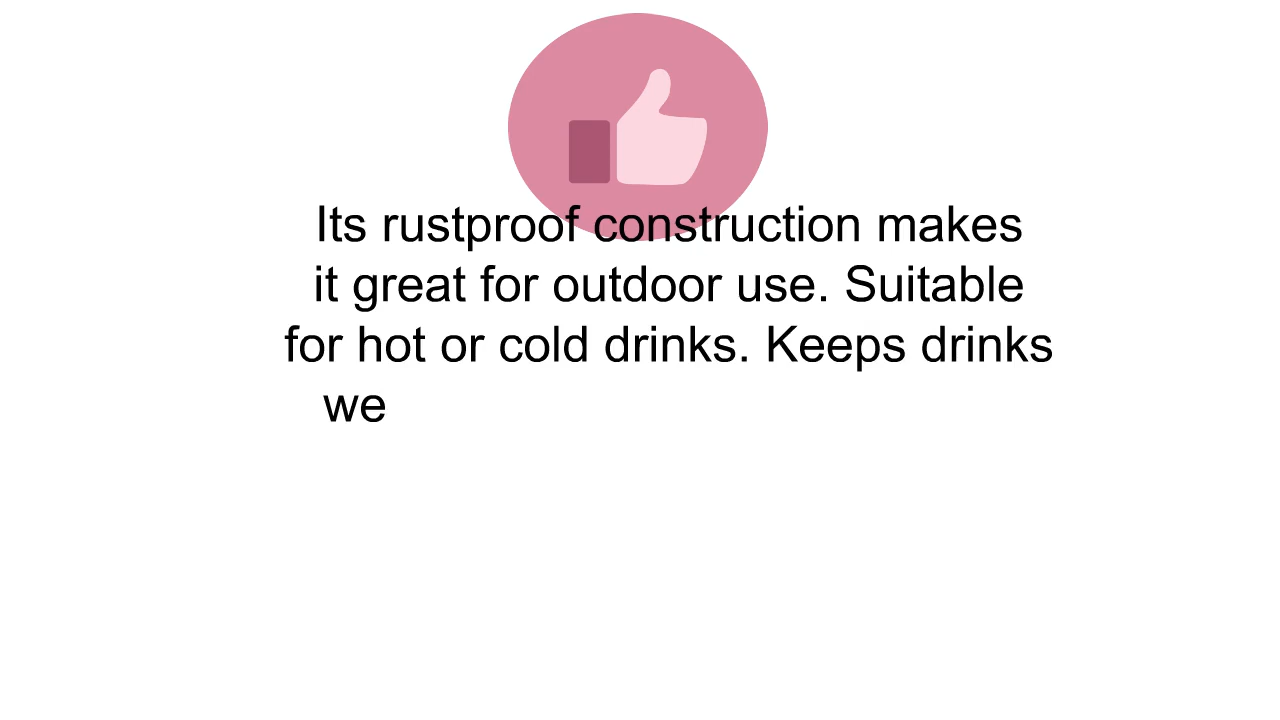 Its rustproof construction makes
it great for outdoor use. Suitable
for hot or cold drinks. Keeps drinks
we